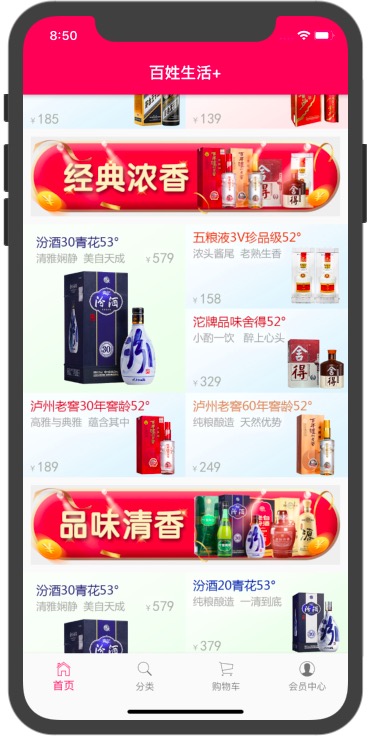 8:50
百姓生活+
¥185
¥139
经典浓香
汾酒30青花53°
清雅娴静 美自天成
¥579
五粮液3V珍品级52°
浓头酱尾 老熟生香
¥158
沱牌品味舍得52°
小酌一饮 醉上心头
¥329
泸州老窖30年窖龄52°
高雅与典雅 蕴含其中
¥189
泸州老窖60年窖龄52°
纯粮酿造 天然优势
¥249
品味清香
汾酒30青花53°
清雅娴静 美自天成
¥579
汾酒20青花53°
纯粮酿造 一清到底
¥379
首页
分类
购物车
会员中心